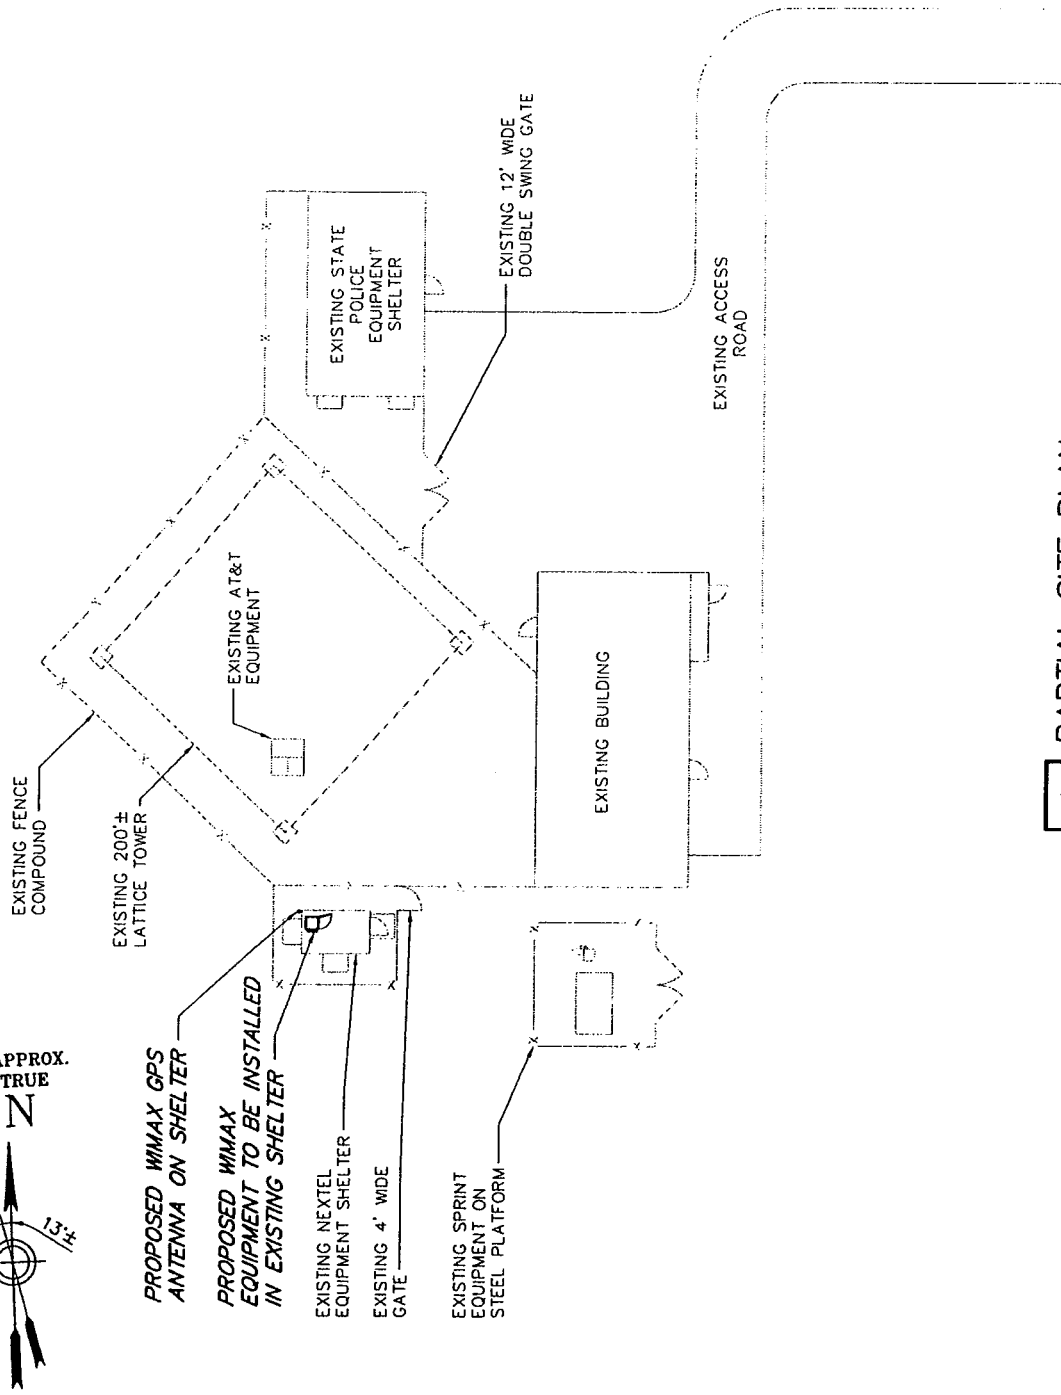 APPROX.
TRUE
N
13°±
EXISTING FENCE
COMPOUND
EXISTING 200'±
LATTICE TOWER
PROPOSED WIMAX GPS
ANTENNA ON SHELTER
PROPOSED WIMAX
EQUIPMENT TO BE INSTALLED
IN EXISTING SHELTER
EXISTING NEXTEL
EQUIPMENT SHELTER
EXISTING 4' WIDE
GATE
EXISTING SPRINT
EQUIPMENT ON
STEEL PLATFORM
EXISTING AT&T
EQUIPMENT
EXISTING BUILDING
EXISTING STATE
POLICE
EQUIPMENT
SHELTER
EXISTING 12' WIDE
DOUBLE SWING GATE
EXISTING ACCESS
ROAD
PARTIAL SITE PLAN